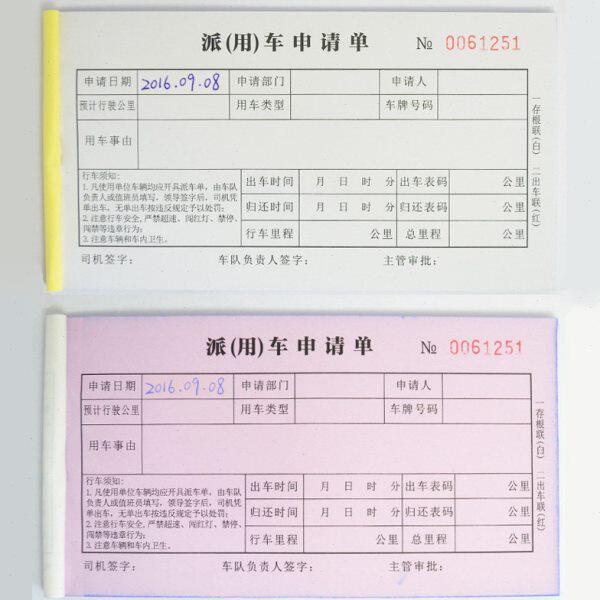 派(用)车申请单 № 0061251
申请日期 2016.09.08 申请部门 申请人
预计行驶公里 用车类型 车牌号码
用车事由
行车须知:
1. 凡使用单位车辆均应开具派车单，由车队
负责人或值班员填写，领导签字后，司机凭
单出车，无单出车按违反规定予以处罚;
2. 注意行车安全,严禁超速、闯红灯、禁停、
闯禁等违章行为;
3. 注意车辆和车内卫生。
出车时间 月 日 时 分 出车表码 公里
归还时间 月 日 时 分 归还表码 公里
行车里程 公里 总里程 公里
司机签字: 车队负责人签字: 主管审批:
一存根联(白) 二出车联(红)
派(用)车申请单 № 0061251
申请日期 2016.09.08 申请部门 申请人
预计行驶公里 用车类型 车牌号码
用车事由
行车须知:
1. 凡使用单位车辆均应开具派车单，由车队
负责人或值班员填写，领导签字后，司机凭
单出车，无单出车按违反规定予以处罚;
2. 注意行车安全,严禁超速、闯红灯、禁停、
闯禁等违章行为;
3. 注意车辆和车内卫生。
出车时间 月 日 时 分 出车表码 公里
归还时间 月 日 时 分 归还表码 公里
行车里程 公里 总里程 公里
司机签字: 车队负责人签字: 主管审批:
一存根联(白) 二出车联(红)